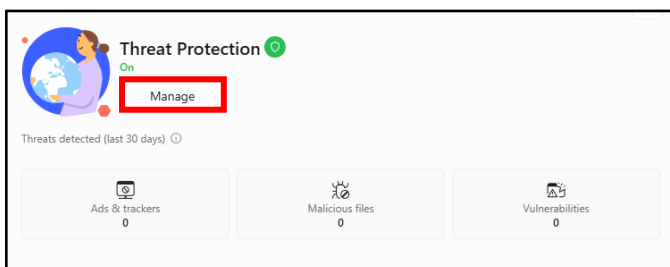 Threat Protection
On
Manage
Threats detected (last 30 days)
Ads & trackers
0
Malicious files
0
Vulnerabilities
0